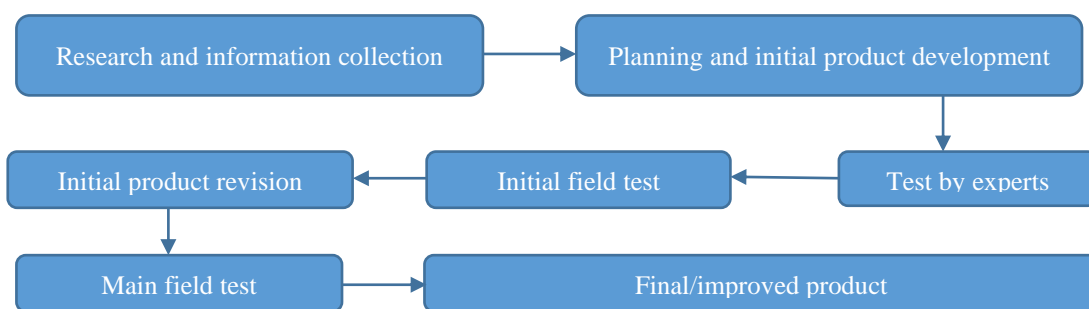 Research and information collection
Planning and initial product development
Test by experts
Initial field test
Initial product revision
Main field test
Final/improved product